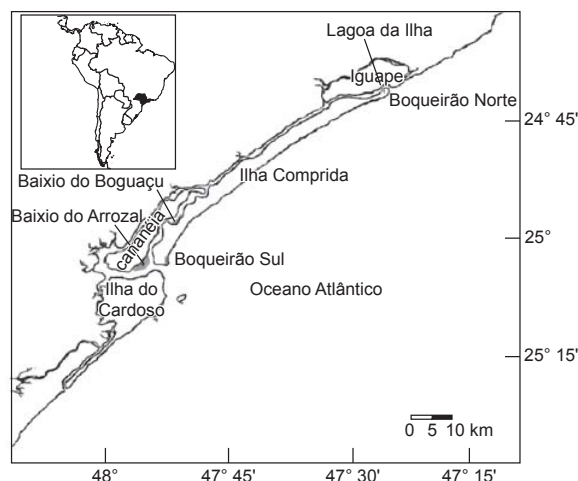 Lagoa da Ilha
Iguape
Boqueirão Norte
24° 45'
Ilha Comprida
Baixio do Boguaçu
Baixio do Arrozal
cananéia
25°
Boqueirão Sul
Ilha do
Cardoso
Oceano Atlântico
25° 15'
0 5 10 km
48° 47° 45' 47° 30' 47° 15'